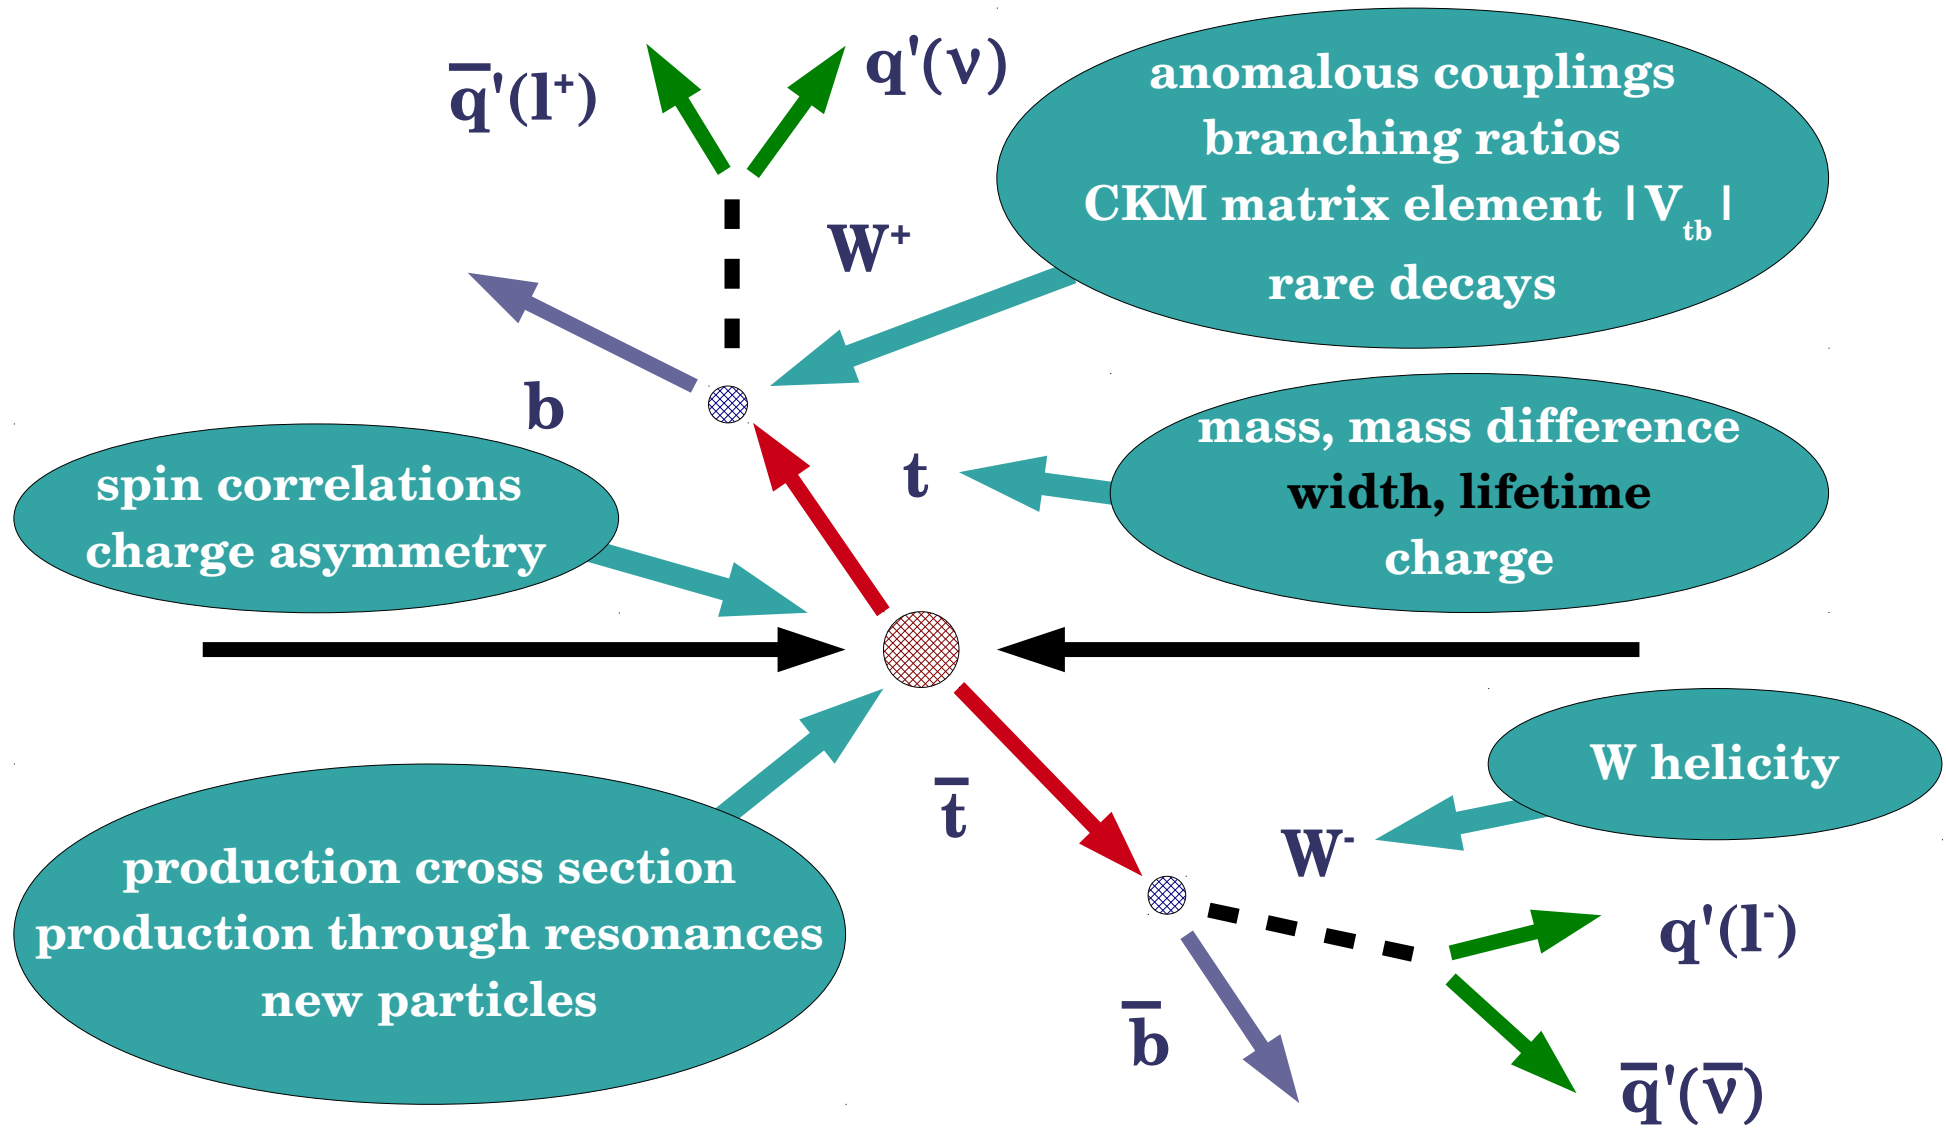 q̅'(l⁺)
q'(ν)
anomalous couplings
branching ratios
CKM matrix element |V_tb|
rare decays
W⁺
b
mass, mass difference
width, lifetime
charge
t
spin correlations
charge asymmetry
W helicity
t̅
W⁻
production cross section
production through resonances
new particles
q'(l⁻)
b̅
q̅'(ν̅)